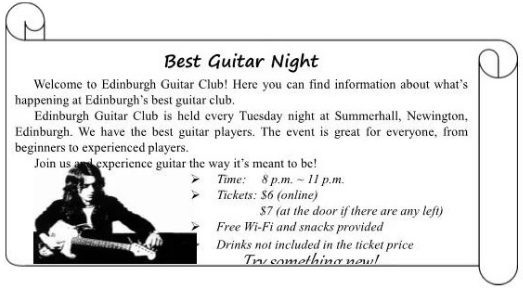 Best Guitar Night
Welcome to Edinburgh Guitar Club! Here you can find information about what's
happening at Edinburgh's best guitar club.
Edinburgh Guitar Club is held every Tuesday night at Summerhall, Newington,
Edinburgh. We have the best guitar players. The event is great for everyone, from
beginners to experienced players.
Join us and experience guitar the way it's meant to be!
➢ Time: 8 p.m. ~ 11 p.m.
➢ Tickets: $6 (online)
$7 (at the door if there are any left)
➢ Free Wi-Fi and snacks provided
➢ Drinks not included in the ticket price
Try something new!